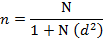 n = N / 1 + N (d²)